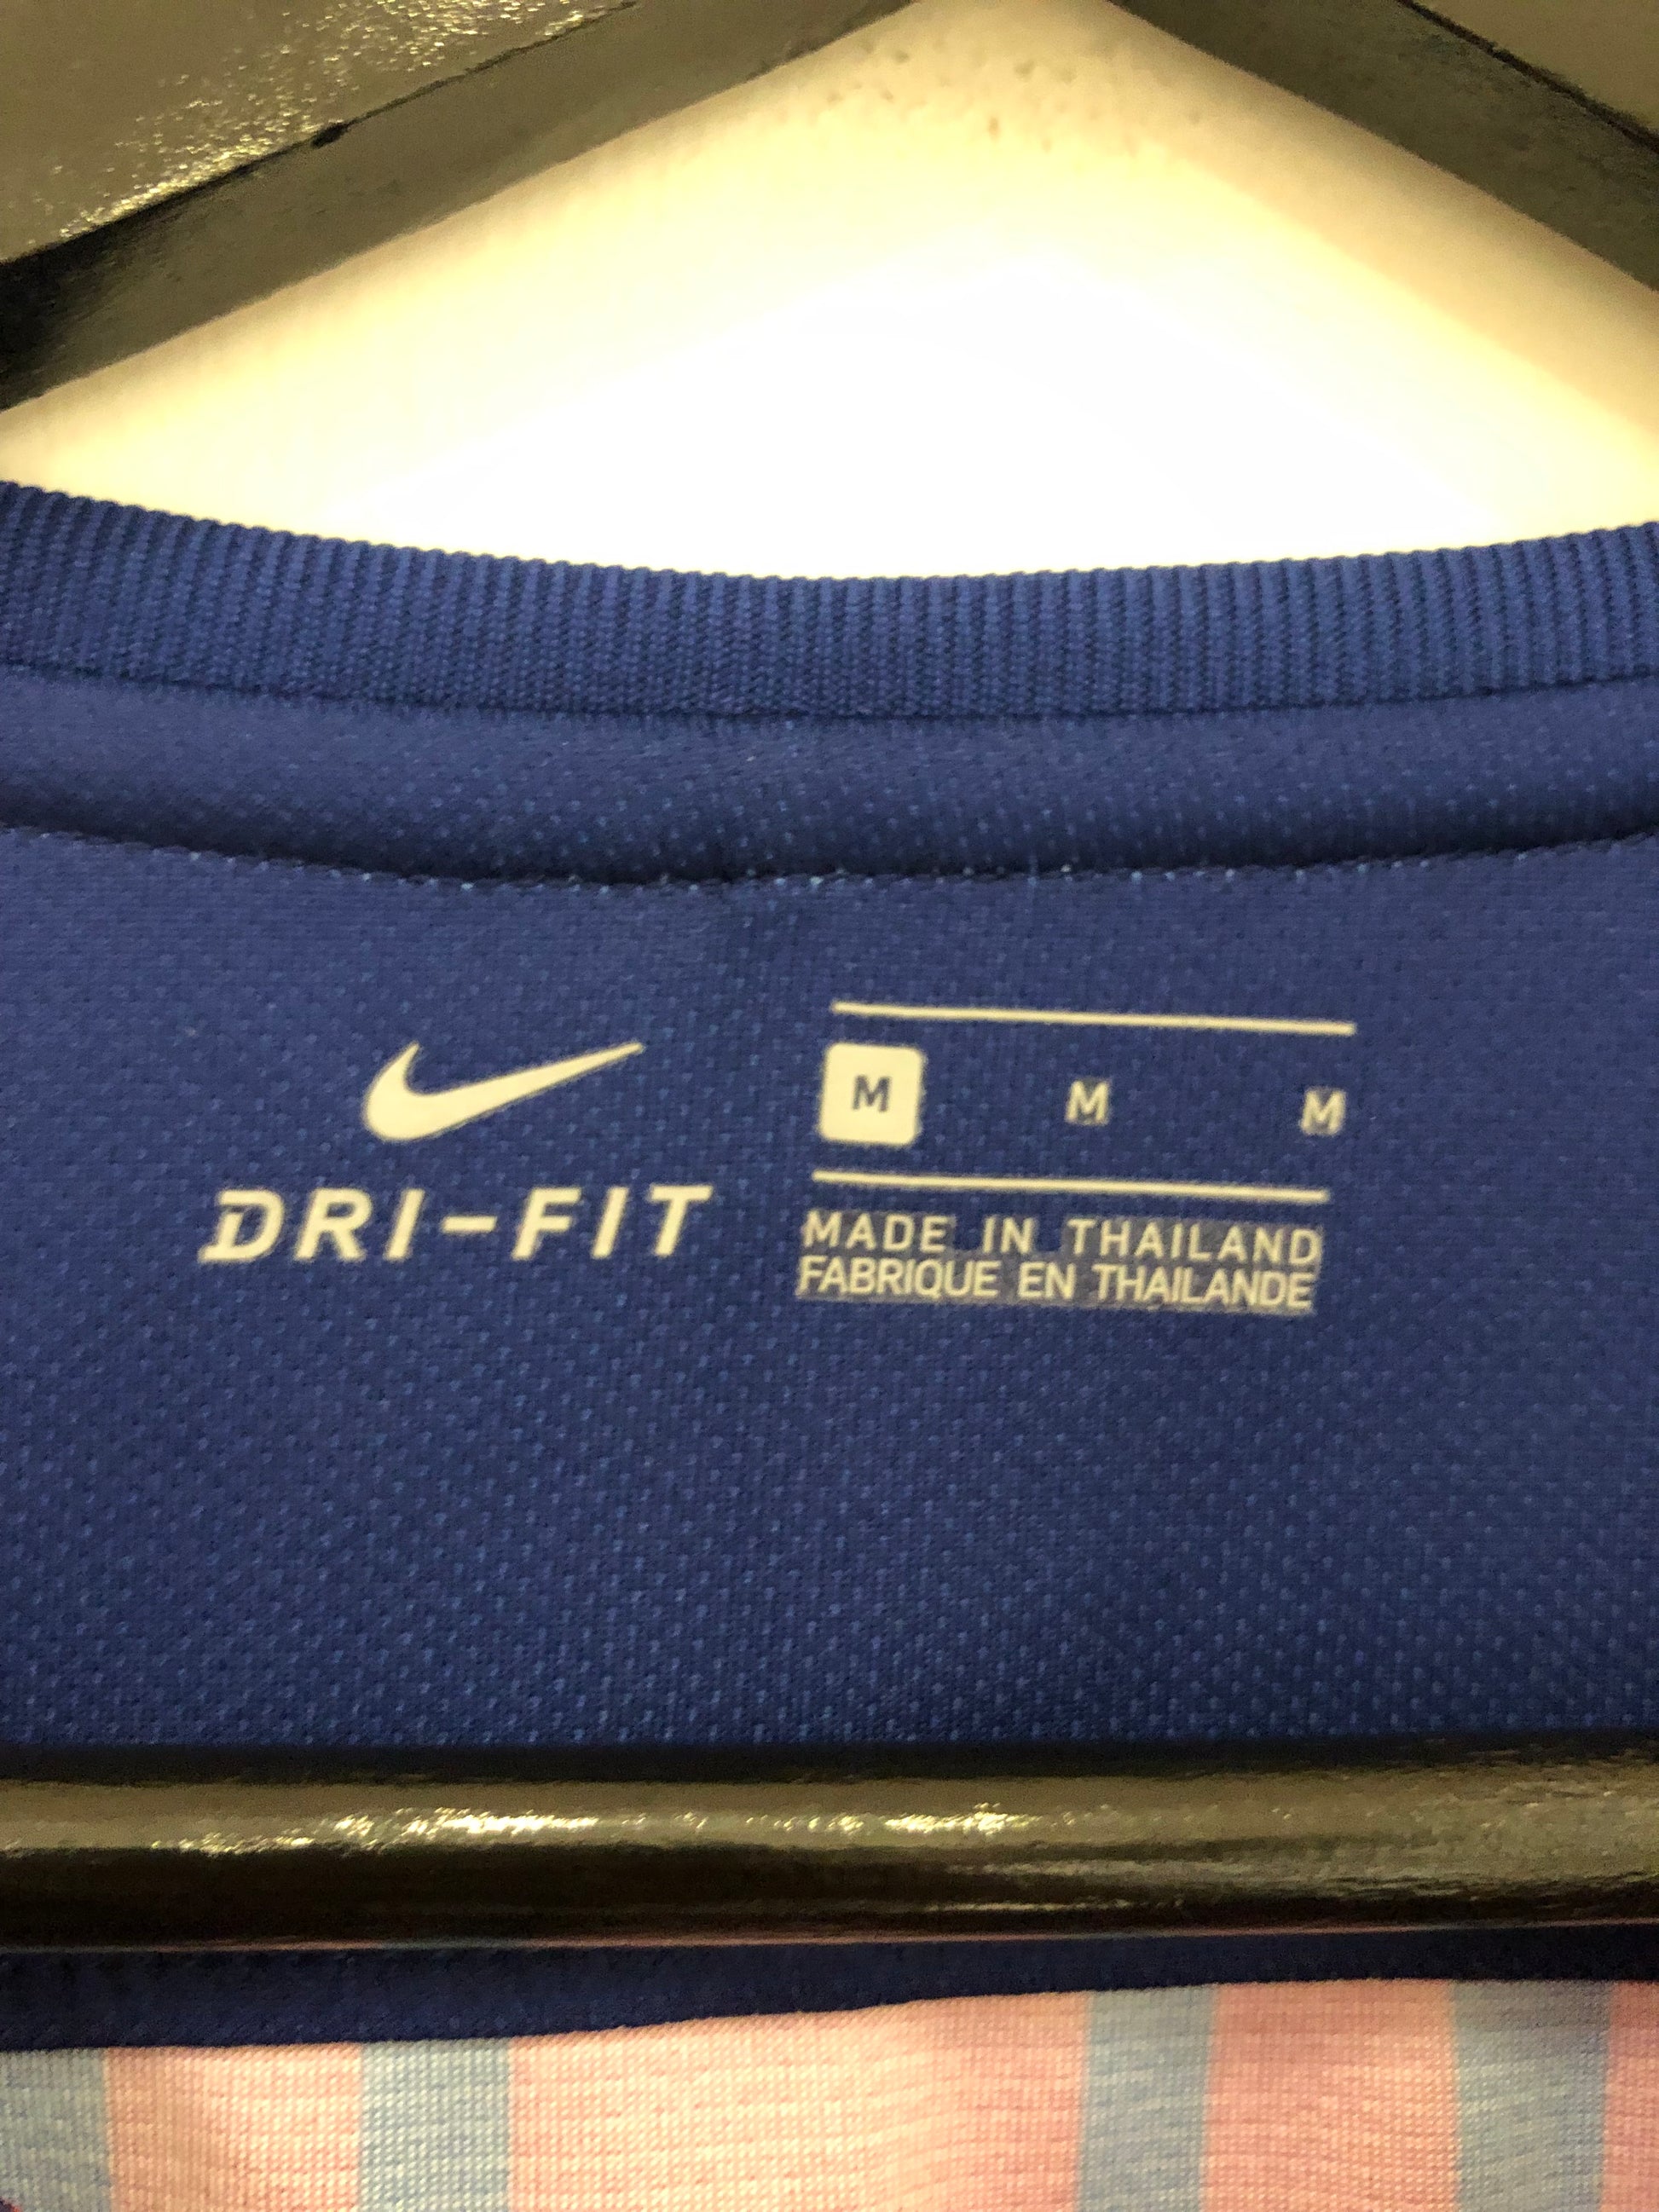 DRI-FIT
M M M
MADE IN THAILAND
FABRIQUE EN THAILANDE